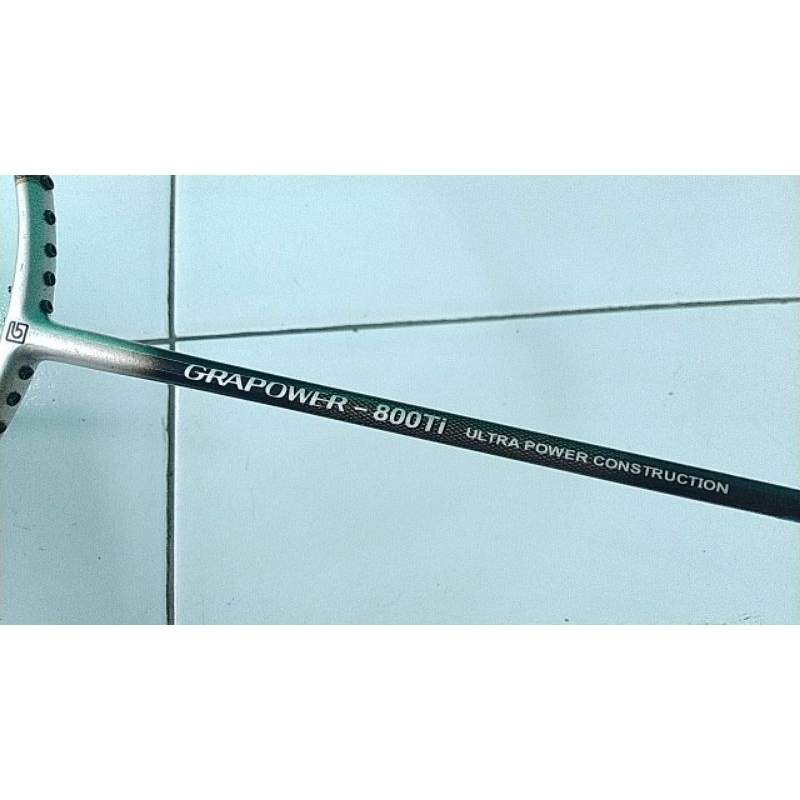 GRAPOWER - 800Ti ULTRA POWER CONSTRUCTION